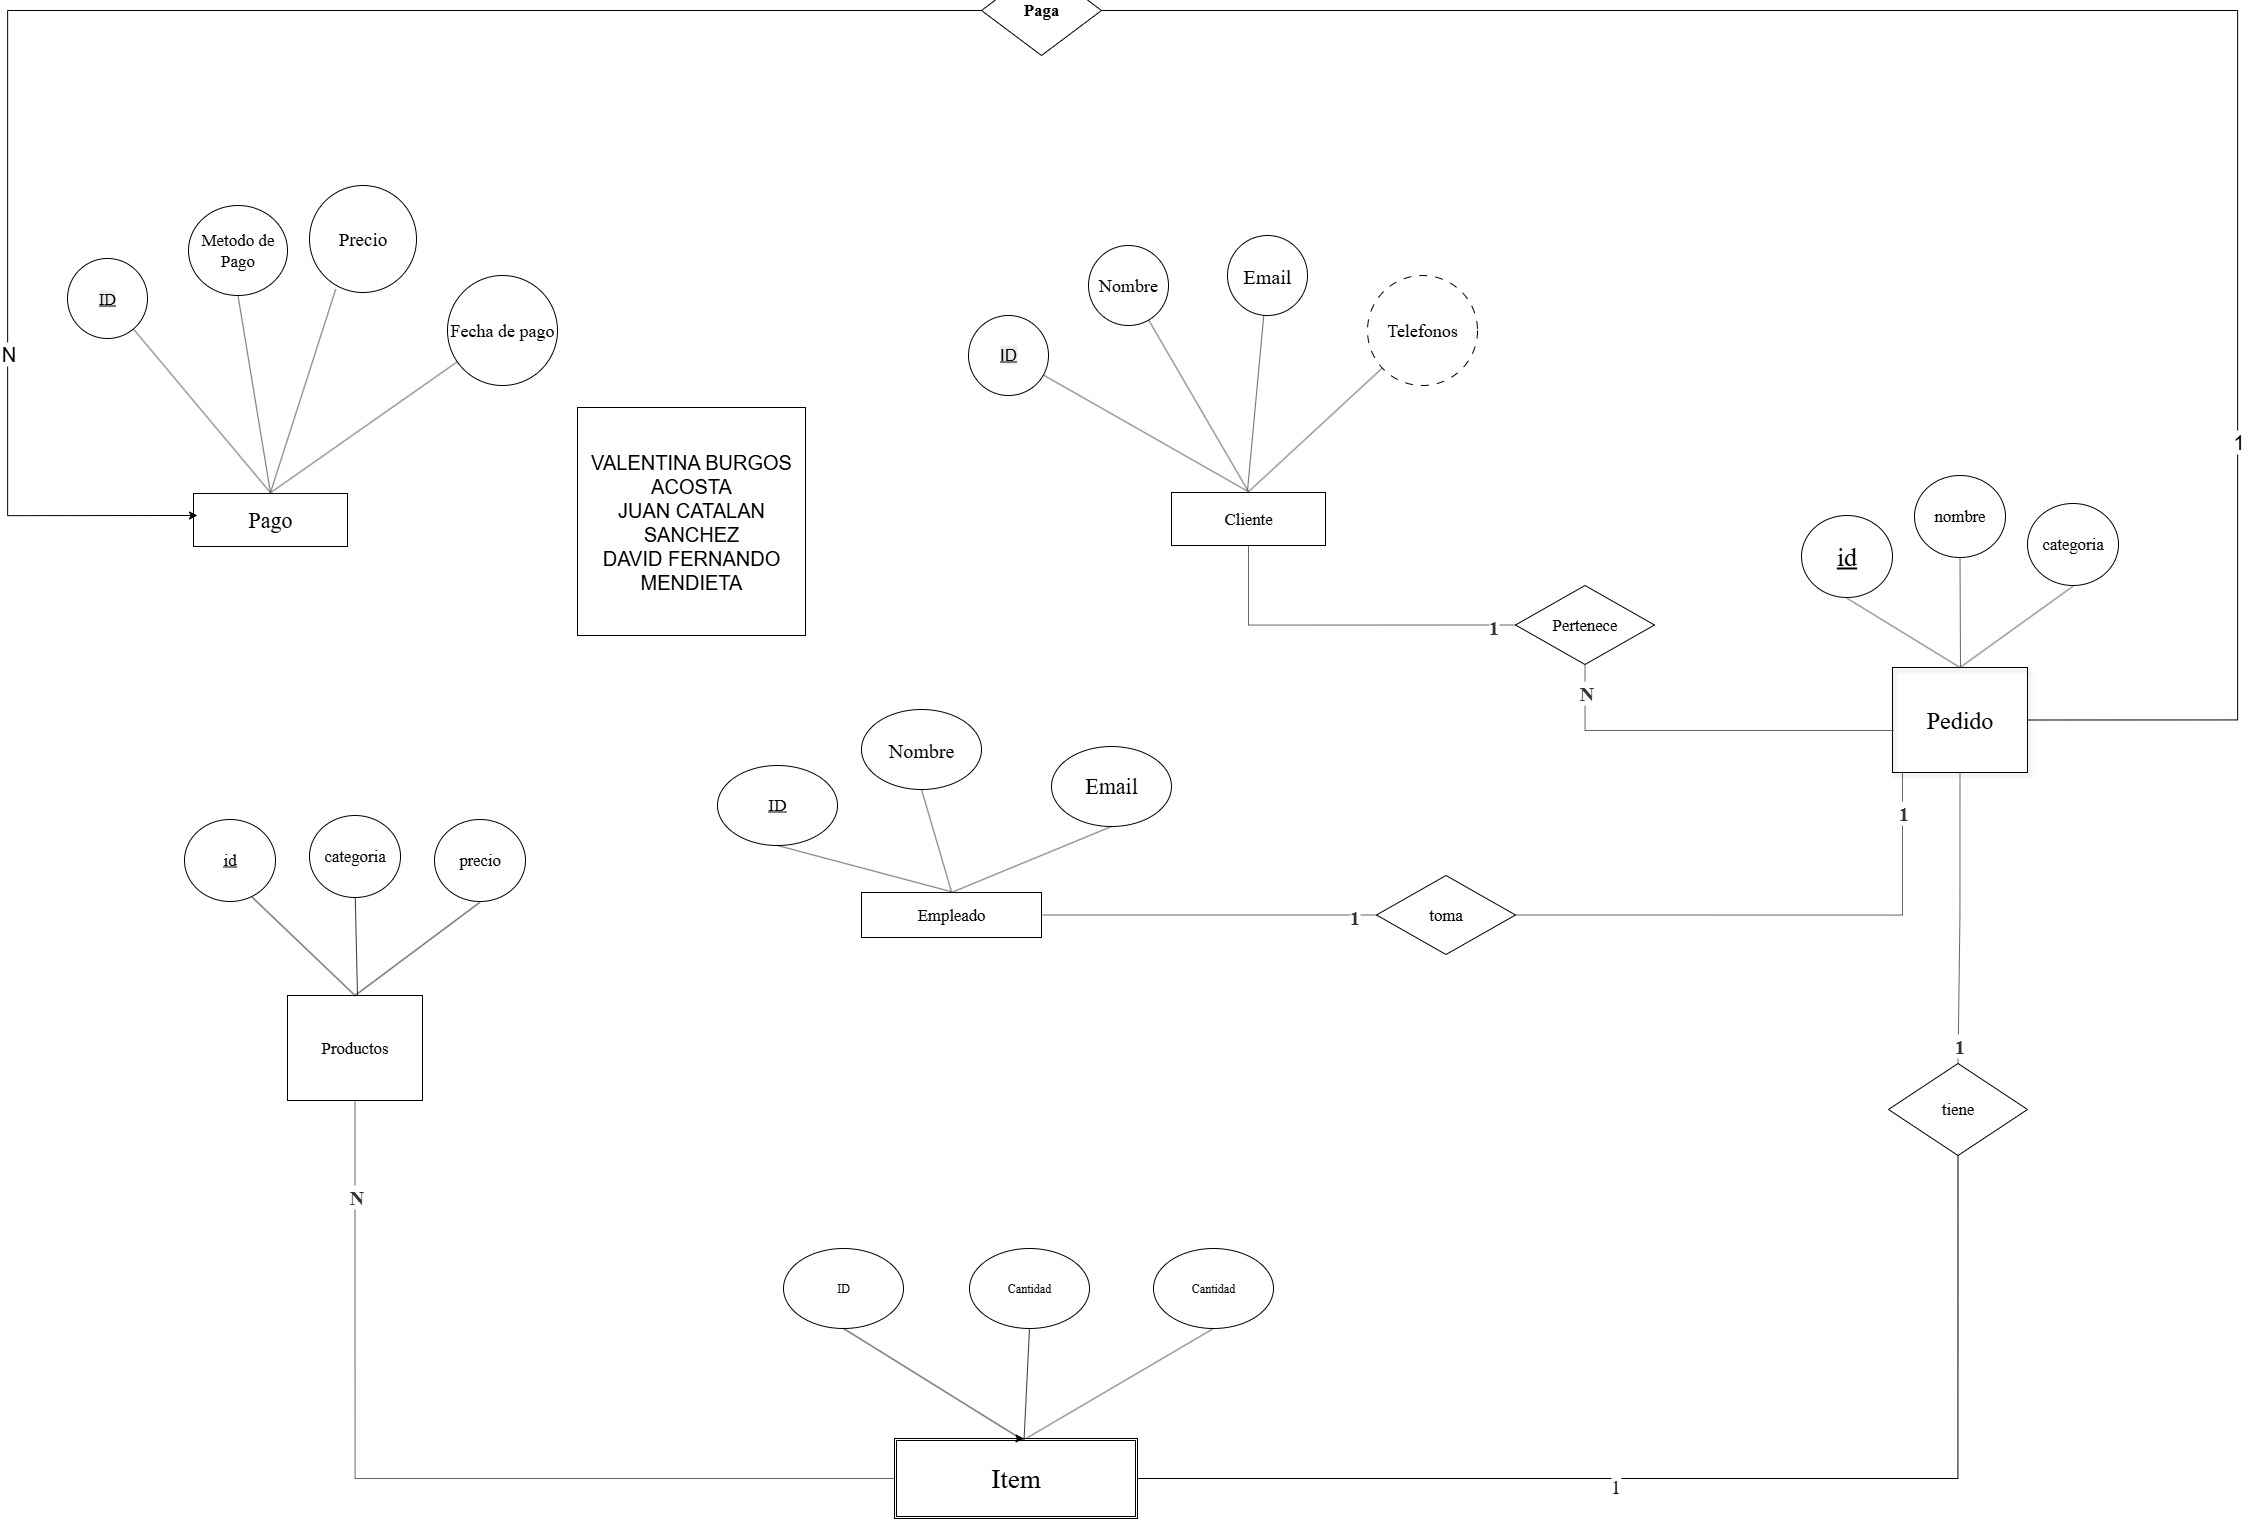 Paga
Metodo de
Pago
Precio
ID
Fecha de pago
N
Pago
VALENTINA BURGOS
ACOSTA
JUAN CATALAN
SANCHEZ
DAVID FERNANDO
MENDIETA
Nombre
Email
Telefonos
ID
Cliente
1
id
nombre
categoria
1
Pertenece
N
Pedido
ID
Nombre
Email
1
Empleado
1
toma
id
categoria
precio
Productos
1
tiene
N
ID
Cantidad
Cantidad
Item
1